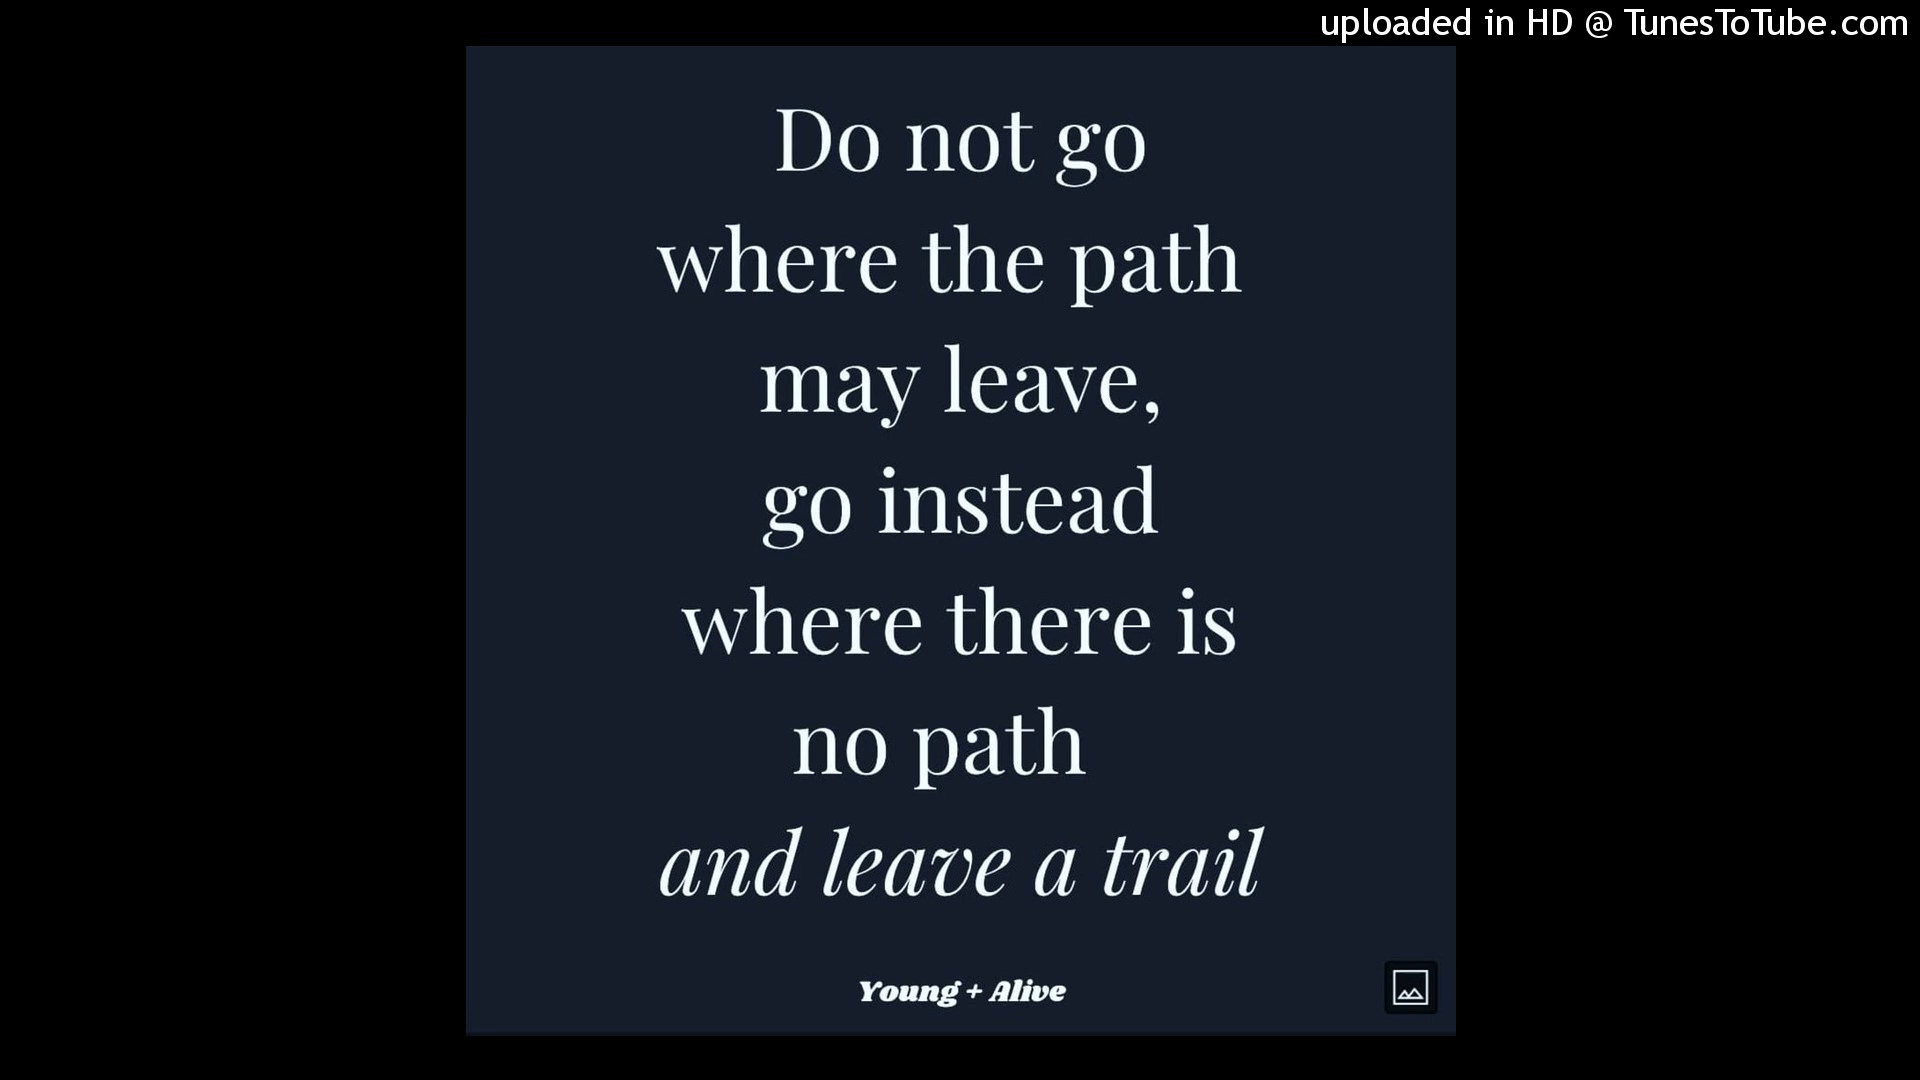 uploaded in HD @ TunesToTube.com
Do not go
where the path
may leave,
go instead
where there is
no path
and leave a trail
Young + Alive